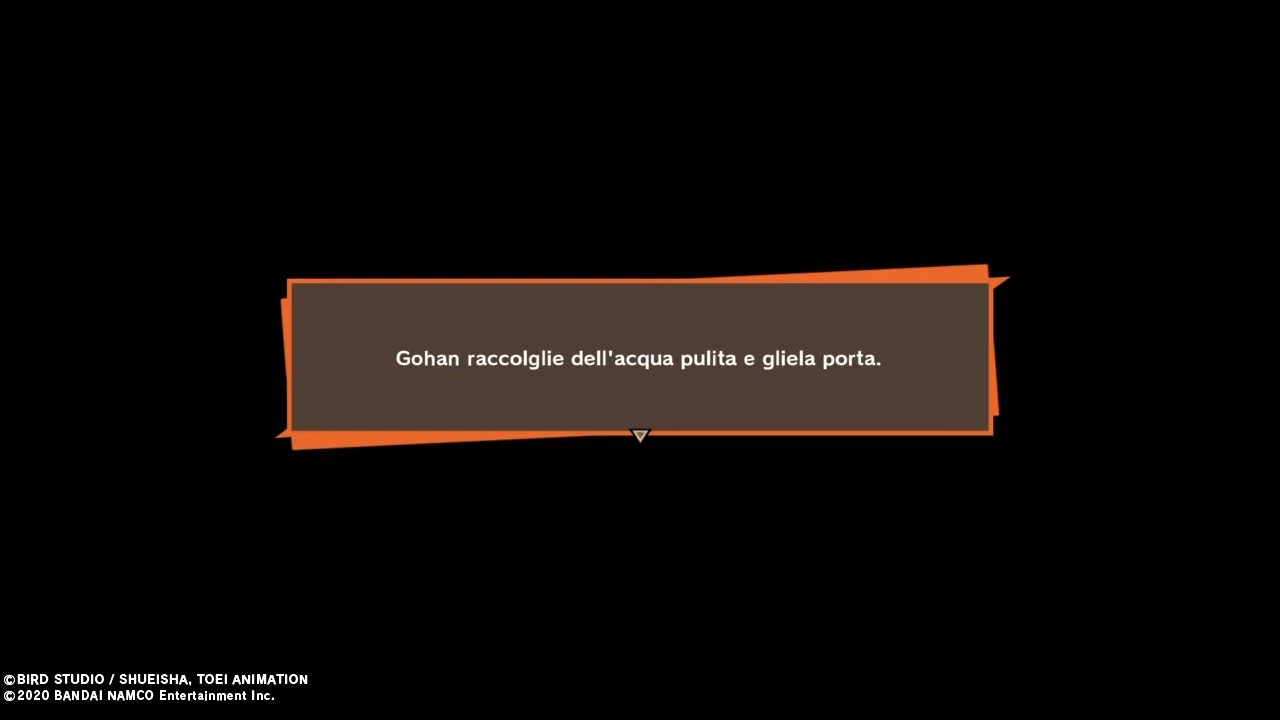 Gohan raccolglie dell'acqua pulita e gliela porta.
©BIRD STUDIO / SHUEISHA, TOEI ANIMATION
©2020 BANDAI NAMCO Entertainment Inc.